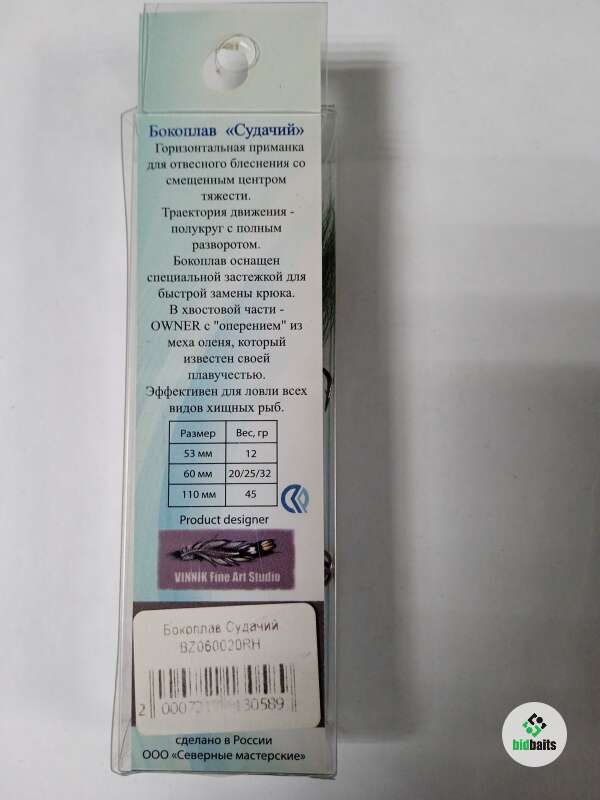 Бокоплав «Судачий»
Горизонтальная приманка
для отвесного блеснения со
смещенным центром
тяжести.
Траектория движения -
полукруг с полным
разворотом.
Бокоплав оснащен
специальной застежкой для
быстрой замены крюка.
В хвостовой части -
OWNER с "оперением" из
меха оленя, который
известен своей
плавучестью.
Эффективен для ловли всех
видов хищных рыб.
Размер Вес, гр
53 мм 12
60 мм 20/25/32
110 мм 45
Product designer
VINNIK Fine Art Studio
Бокоплав Судачий
BZ060020RH
сделано в России
ООО «Северные мастерские»
bidbaits